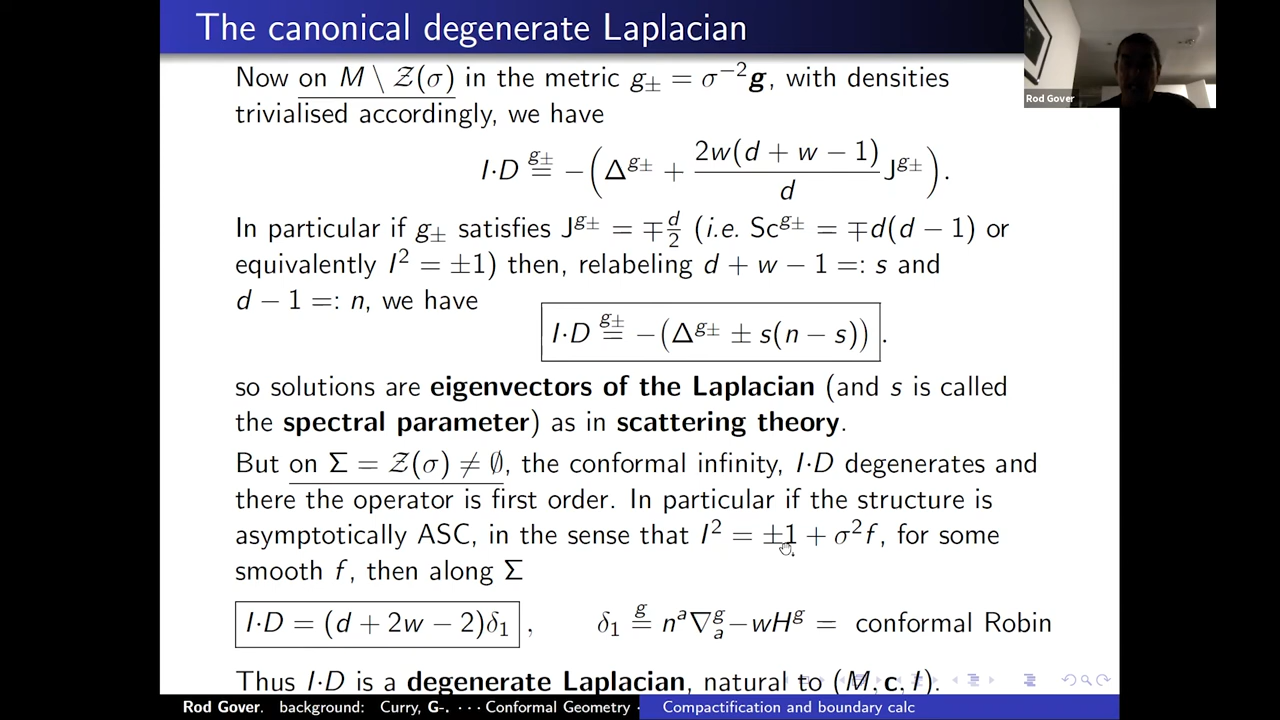 The canonical degenerate Laplacian
Rod Gover
Now on M \ Z(σ) in the metric g± = σ⁻²g, with densities
trivialised accordingly, we have
I·D =^{g±} −(Δ^{g±} + \frac{2w(d + w − 1)}{d} J^{g±}).
In particular if g± satisfies J^{g±} = ∓\frac{d}{2} (i.e. Sc^{g±} = ∓d(d − 1) or
equivalently I² = ±1) then, relabeling d + w − 1 =: s and
d − 1 =: n, we have
I·D =^{g±} −(Δ^{g±} ± s(n − s)).
so solutions are eigenvectors of the Laplacian (and s is called
the spectral parameter) as in scattering theory.
But on Σ = Z(σ) ≠ ∅, the conformal infinity, I·D degenerates and
there the operator is first order. In particular if the structure is
asymptotically ASC, in the sense that I² = ±1 + σ²f, for some
smooth f, then along Σ
I·D = (d + 2w − 2)δ₁ , δ₁ =^{g} nᵃ∇ₐ^{g} − wH^{g} = conformal Robin
Thus I·D is a degenerate Laplacian, natural to (M, c, I).
Rod Gover. background: Curry, G-. · · · Conformal Geometry · Compactification and boundary calc